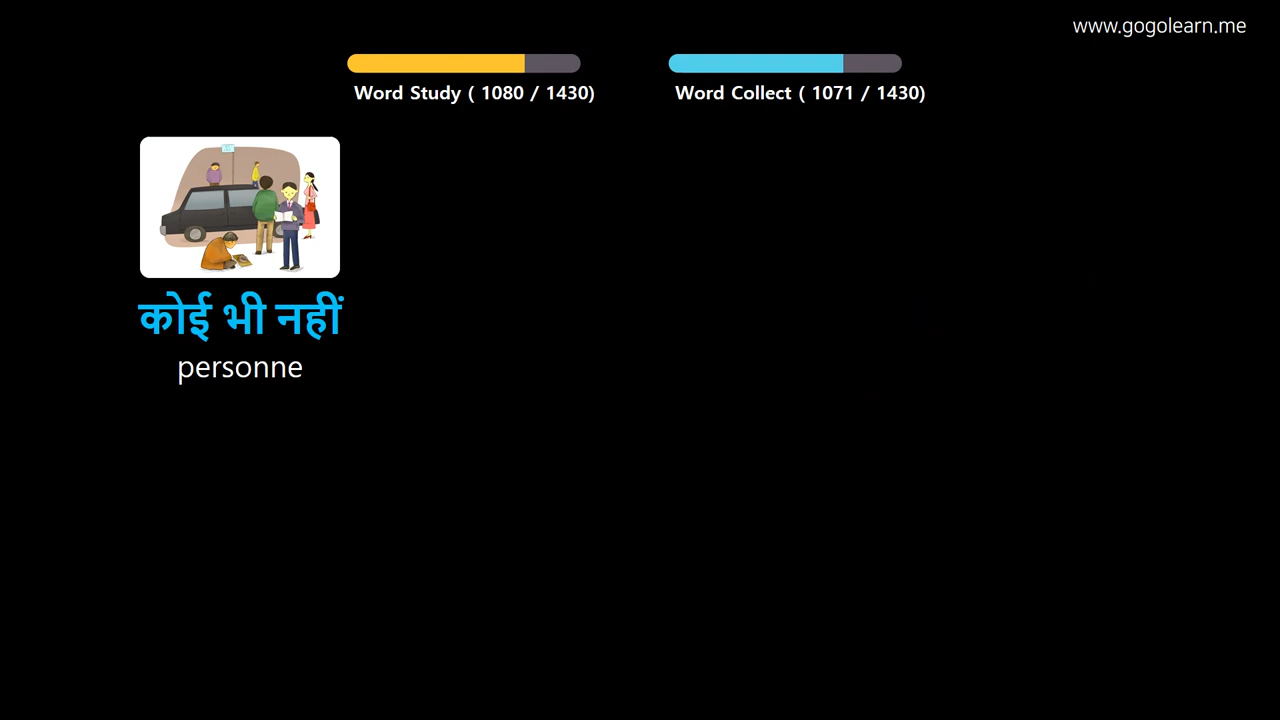 www.gogolearn.me
Word Study ( 1080 / 1430)
Word Collect ( 1071 / 1430)
कोई भी नहीं
personne